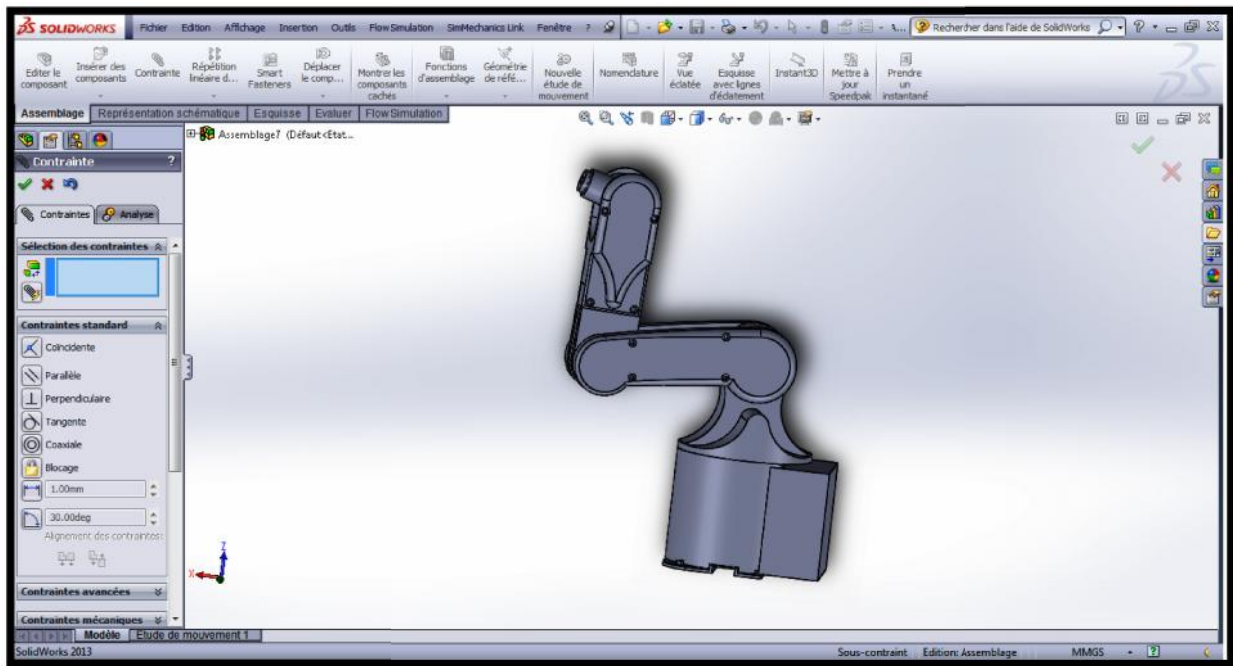 SOLIDWORKS Fichier Edition Affichage Insertion Outils FlowSimulation SimMechanics Link Fenêtre ? Rechercher dans l'aide de SolidWorks
Editer le composant
Insérer des composants
Contrainte
Répétition linéaire d...
Smart Fasteners
Déplacer le comp...
Montrer les composants cachés
Fonctions d'assemblage
Géométrie de réfé...
Nouvelle étude de mouvement
Nomenclature
Vue éclatée
Esquisse avec lignes d'éclatement
Instant3D
Mettre à jour Speedpak
Prendre un instantané
Assemblage Représentation schématique Esquisse Evaluer FlowSimulation
Assemblage7 (Défaut<Etat...
Contrainte ?
Contraintes Analyse
Sélection des contraintes
Contraintes standard
Coïncidente
Parallèle
Perpendiculaire
Tangente
Coaxiale
Blocage
1.00mm
30.00deg
Alignement des contraintes:
Z
X
Contraintes avancées
Contraintes mécaniques
Modèle Etude de mouvement 1
SolidWorks 2013 Sous-contraint Edition: Assemblage MMGS ?